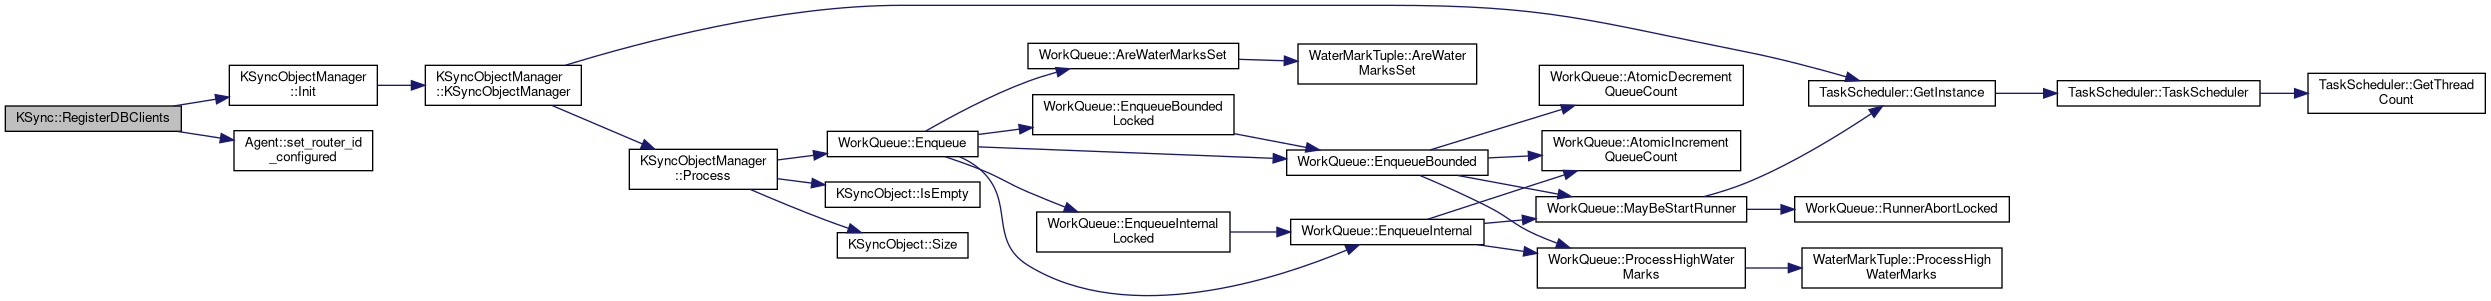 KSync::RegisterDBClients
KSyncObjectManager
::Init
Agent::set_router_id
_configured
KSyncObjectManager
::KSyncObjectManager
KSyncObjectManager
::Process
WorkQueue::Enqueue
KSyncObject::IsEmpty
KSyncObject::Size
WorkQueue::AreWaterMarksSet
WorkQueue::EnqueueBounded
Locked
WorkQueue::EnqueueInternal
Locked
WaterMarkTuple::AreWater
MarksSet
WorkQueue::EnqueueBounded
WorkQueue::EnqueueInternal
WorkQueue::AtomicDecrement
QueueCount
WorkQueue::AtomicIncrement
QueueCount
WorkQueue::MayBeStartRunner
WorkQueue::ProcessHighWater
Marks
TaskScheduler::GetInstance
WorkQueue::RunnerAbortLocked
WaterMarkTuple::ProcessHigh
WaterMarks
TaskScheduler::TaskScheduler
TaskScheduler::GetThread
Count